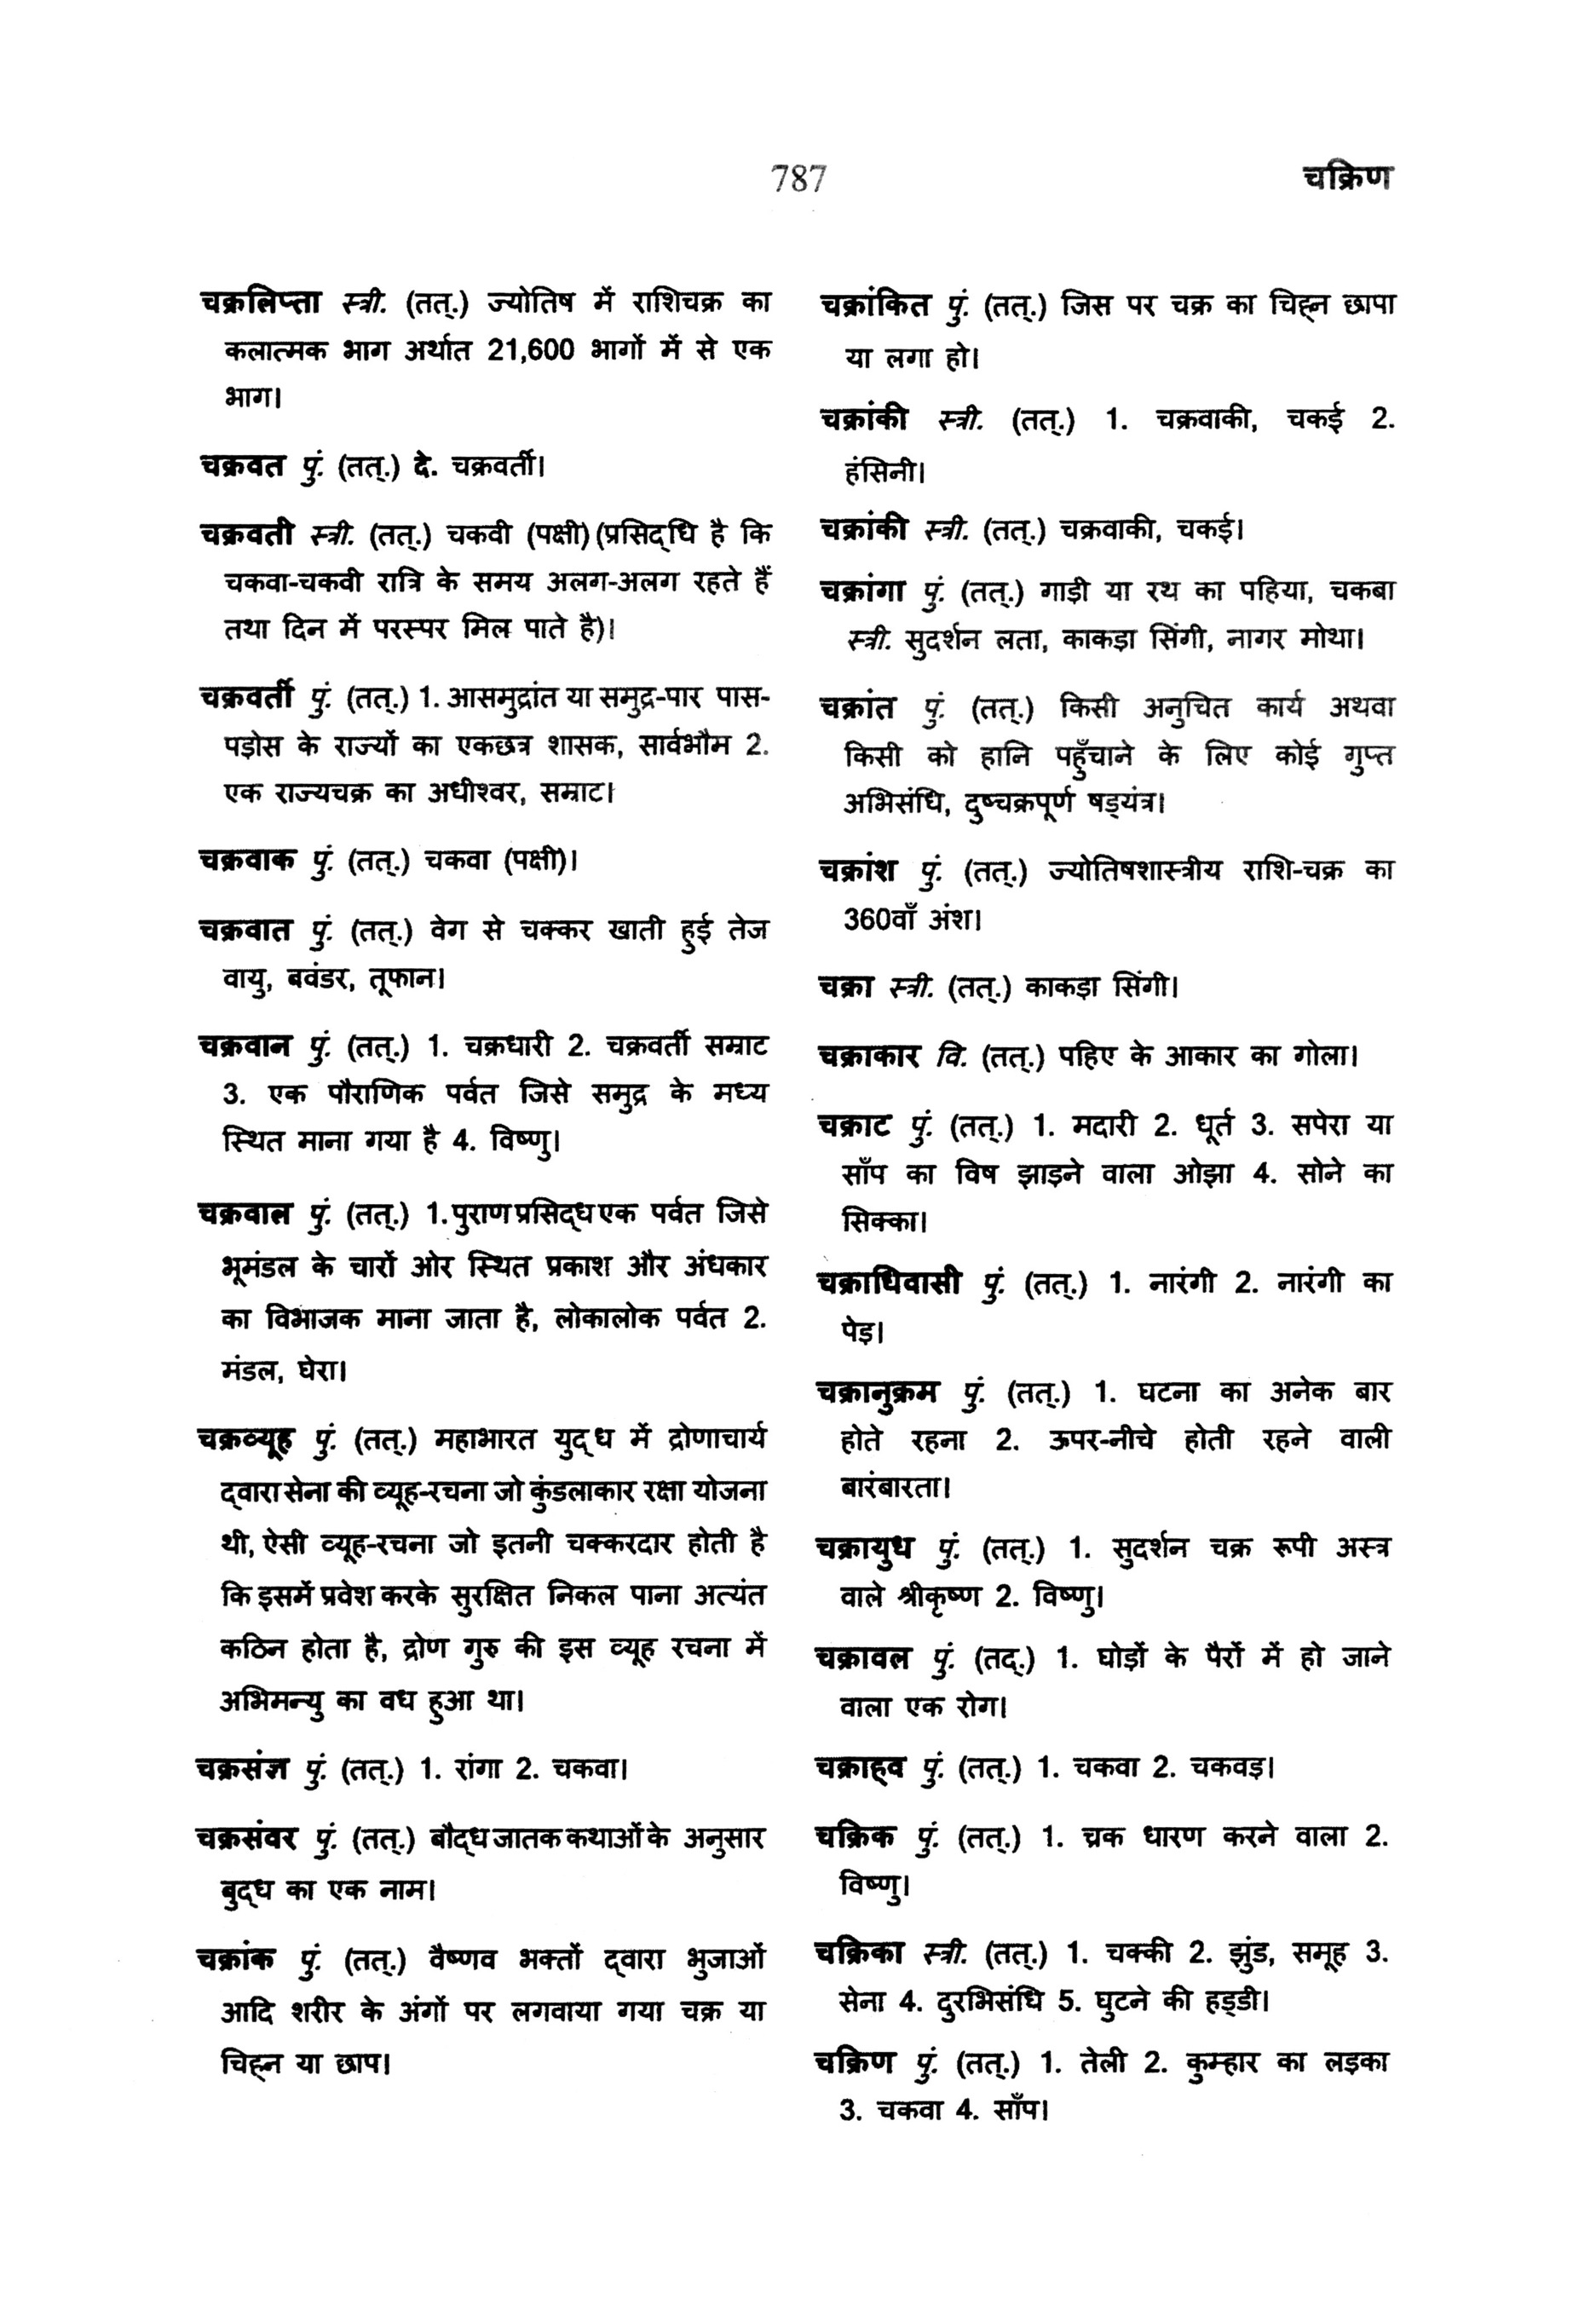 787
चक्रिण
चक्रलिप्ता स्त्री. (तत्.) ज्योतिष में राशिचक्र का
कलात्मक भाग अर्थात 21,600 भागों में से एक
भाग।
चक्रवत पुं. (तत्.) दे. चक्रवर्ती।
चक्रवती स्त्री. (तत्.) चकवी (पक्षी) (प्रसिद्धि है कि
चकवा-चकवी रात्रि के समय अलग-अलग रहते हैं
तथा दिन में परस्पर मिल पाते है)।
चक्रवर्ती पुं. (तत्.) 1. आसमुद्रांत या समुद्र-पार पास-
पड़ोस के राज्यों का एकछत्र शासक, सार्वभौम 2.
एक राज्यचक्र का अधीश्वर, सम्राट।
चक्रवाक पुं. (तत्.) चकवा (पक्षी)।
चक्रवात पुं. (तत्.) वेग से चक्कर खाती हुई तेज
वायु, बवंडर, तूफान।
चक्रवान पुं. (तत्.) 1. चक्रधारी 2. चक्रवर्ती सम्राट
3. एक पौराणिक पर्वत जिसे समुद्र के मध्य
स्थित माना गया है 4. विष्णु।
चक्रवाल पुं. (तत्.) 1. पुराण प्रसिद्ध एक पर्वत जिसे
भूमंडल के चारों ओर स्थित प्रकाश और अंधकार
का विभाजक माना जाता है, लोकालोक पर्वत 2.
मंडल, घेरा।
चक्रव्यूह पुं. (तत्.) महाभारत युद्ध में द्रोणाचार्य
द्वारा सेना की व्यूह-रचना जो कुंडलाकार रक्षा योजना
थी, ऐसी व्यूह-रचना जो इतनी चक्करदार होती है
कि इसमें प्रवेश करके सुरक्षित निकल पाना अत्यंत
कठिन होता है, द्रोण गुरु की इस व्यूह रचना में
अभिमन्यु का वध हुआ था।
चक्रसंज्ञ पुं. (तत्.) 1. रांगा 2. चकवा।
चक्रसंवर पुं. (तत्.) बौद्ध जातक कथाओं के अनुसार
बुद्ध का एक नाम।
चक्रांक पुं. (तत्.) वैष्णव भक्तों द्वारा भुजाओं
आदि शरीर के अंगों पर लगवाया गया चक्र या
चिह्न या छाप।
चक्रांकित पुं. (तत्.) जिस पर चक्र का चिह्न छापा
या लगा हो।
चक्रांकी स्त्री. (तत्.) 1. चक्रवाकी, चकई 2.
हंसिनी।
चक्रांकी स्त्री. (तत्.) चक्रवाकी, चकई।
चक्रांगा पुं. (तत्.) गाड़ी या रथ का पहिया, चकबा
स्त्री. सुदर्शन लता, काकड़ा सिंगी, नागर मोथा।
चक्रांत पुं. (तत्.) किसी अनुचित कार्य अथवा
किसी को हानि पहुँचाने के लिए कोई गुप्त
अभिसंधि, दुष्चक्रपूर्ण षड्यंत्र।
चक्रांश पुं. (तत्.) ज्योतिषशास्त्रीय राशि-चक्र का
360वाँ अंश।
चक्रा स्त्री. (तत्.) काकड़ा सिंगी।
चक्राकार वि. (तत्.) पहिए के आकार का गोला।
चक्राट पुं. (तत्.) 1. मदारी 2. धूर्त 3. सपेरा या
साँप का विष झाड़ने वाला ओझा 4. सोने का
सिक्का।
चक्राधिवासी पुं. (तत्.) 1. नारंगी 2. नारंगी का
पेड़।
चक्रानुक्रम पुं. (तत्.) 1. घटना का अनेक बार
होते रहना 2. ऊपर-नीचे होती रहने वाली
बारंबारता।
चक्रायुध पुं. (तत्.) 1. सुदर्शन चक्र रूपी अस्त्र
वाले श्रीकृष्ण 2. विष्णु।
चक्रावल पुं. (तद्.) 1. घोड़ों के पैरों में हो जाने
वाला एक रोग।
चक्राह्व पुं. (तत्.) 1. चकवा 2. चकवड़।
चक्रिक पुं. (तत्.) 1. च्रक धारण करने वाला 2.
विष्णु।
चक्रिका स्त्री. (तत्.) 1. चक्की 2. झुंड, समूह 3.
सेना 4. दुरभिसंधि 5. घुटने की हड्डी।
चक्रिण पुं. (तत्.) 1. तेली 2. कुम्हार का लड़का
3. चकवा 4. साँप।